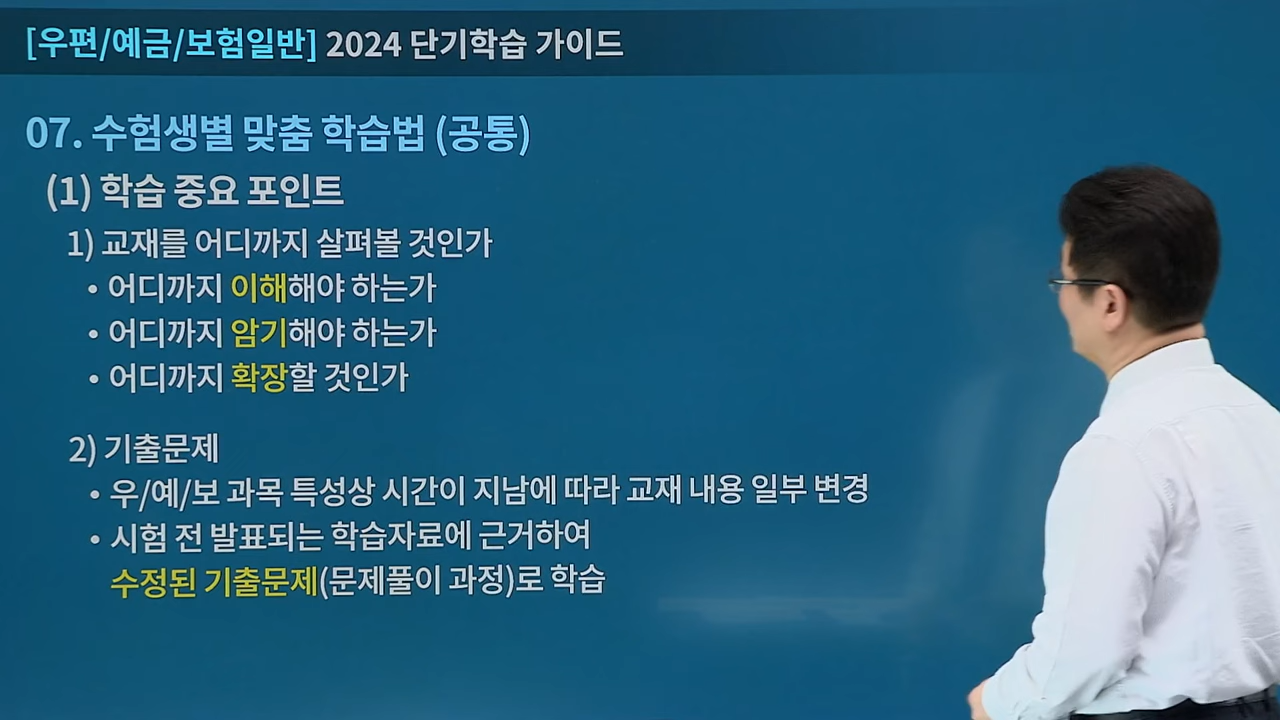 [우편/예금/보험일반] 2024 단기학습 가이드
07. 수험생별 맞춤 학습법 (공통)
(1) 학습 중요 포인트
1) 교재를 어디까지 살펴볼 것인가
• 어디까지 이해해야 하는가
• 어디까지 암기해야 하는가
• 어디까지 확장할 것인가
2) 기출문제
• 우/예/보 과목 특성상 시간이 지남에 따라 교재 내용 일부 변경
• 시험 전 발표되는 학습자료에 근거하여
수정된 기출문제(문제풀이 과정)로 학습